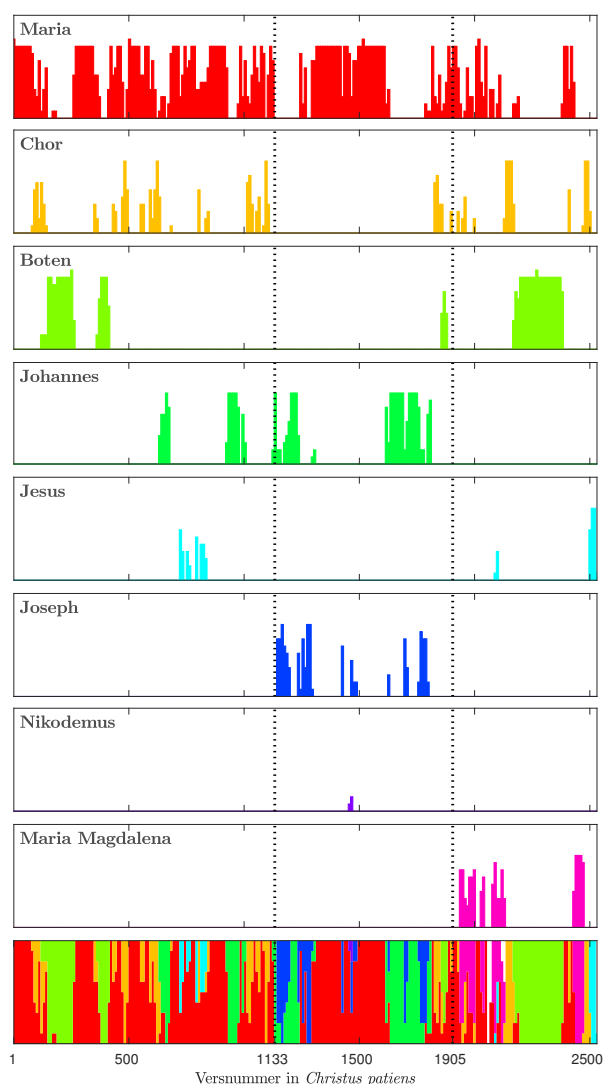 Maria
Chor
Boten
Johannes
Jesus
Joseph
Nikodemus
Maria Magdalena
1 500 1133 1500 1905 2500
Versnummer in Christus patiens